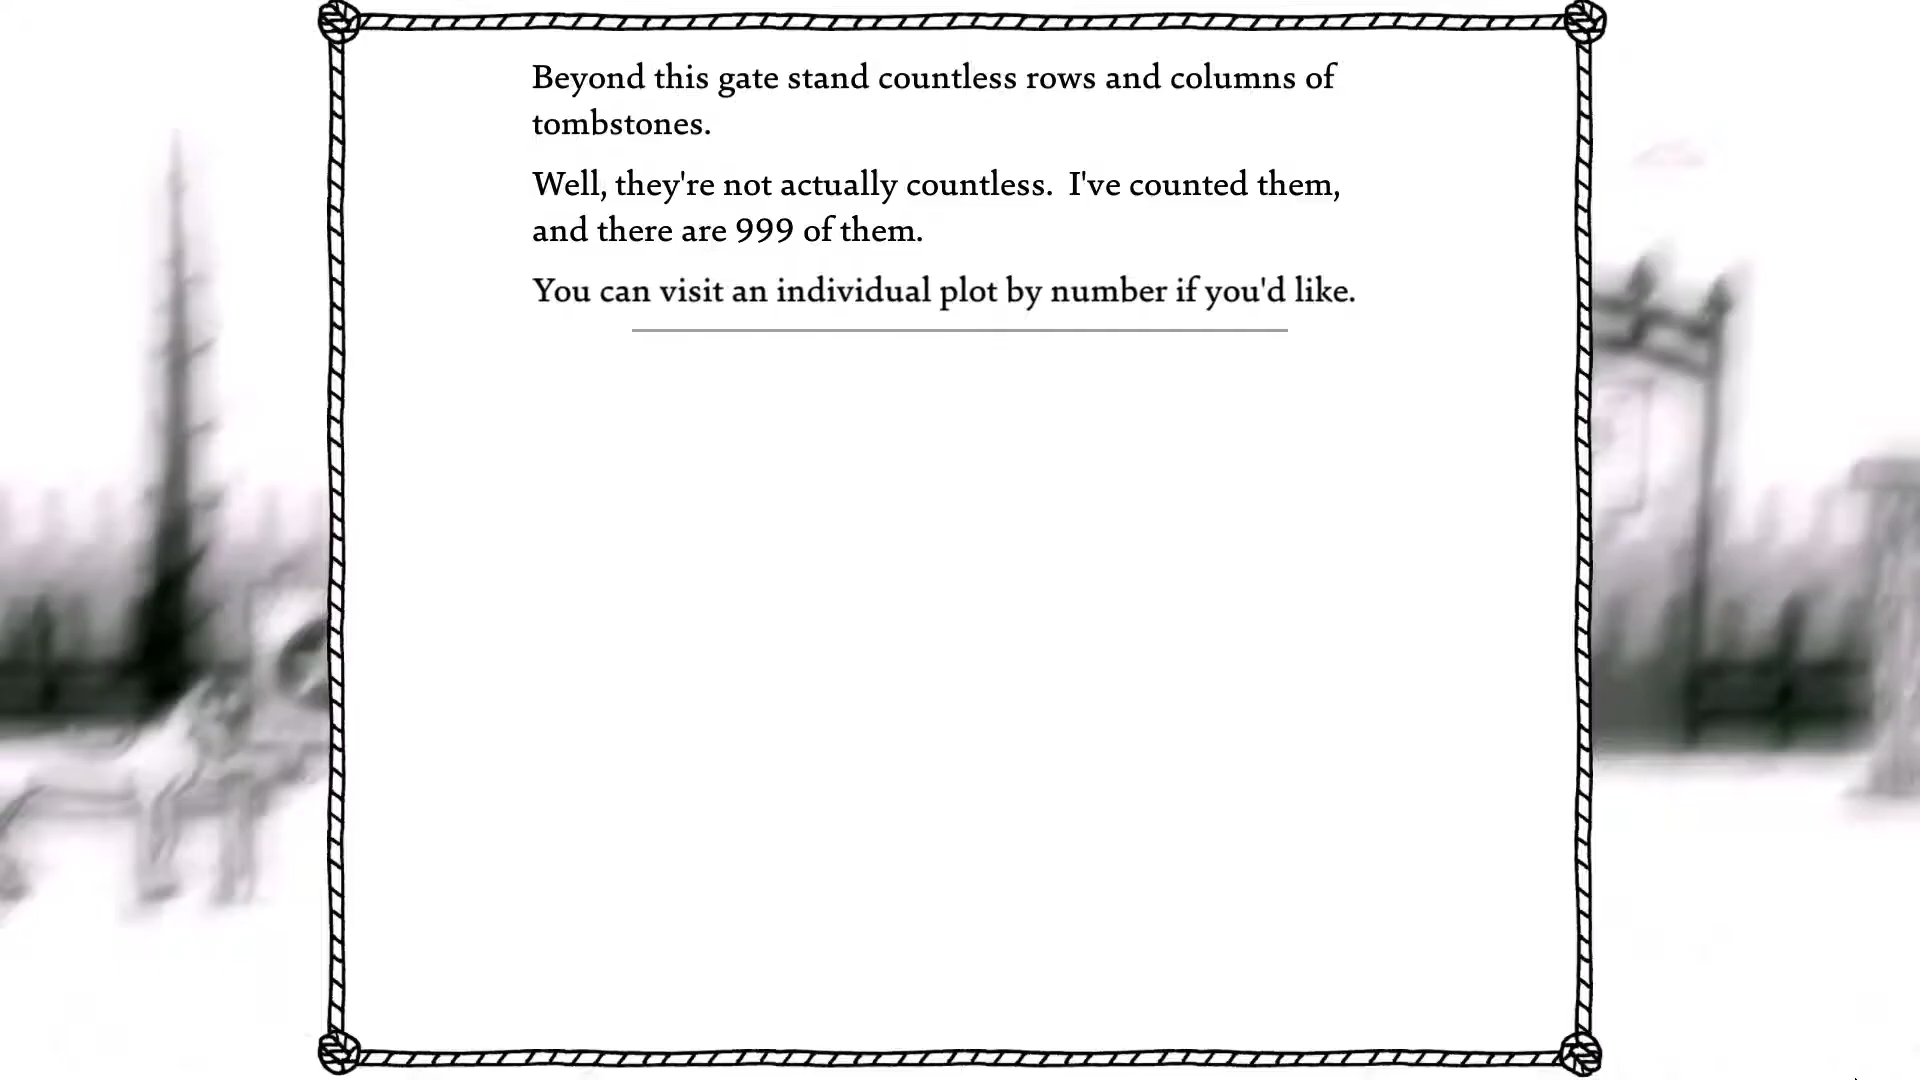 Beyond this gate stand countless rows and columns of
tombstones.
Well, they're not actually countless.  I've counted them,
and there are 999 of them.
You can visit an individual plot by number if you'd like.